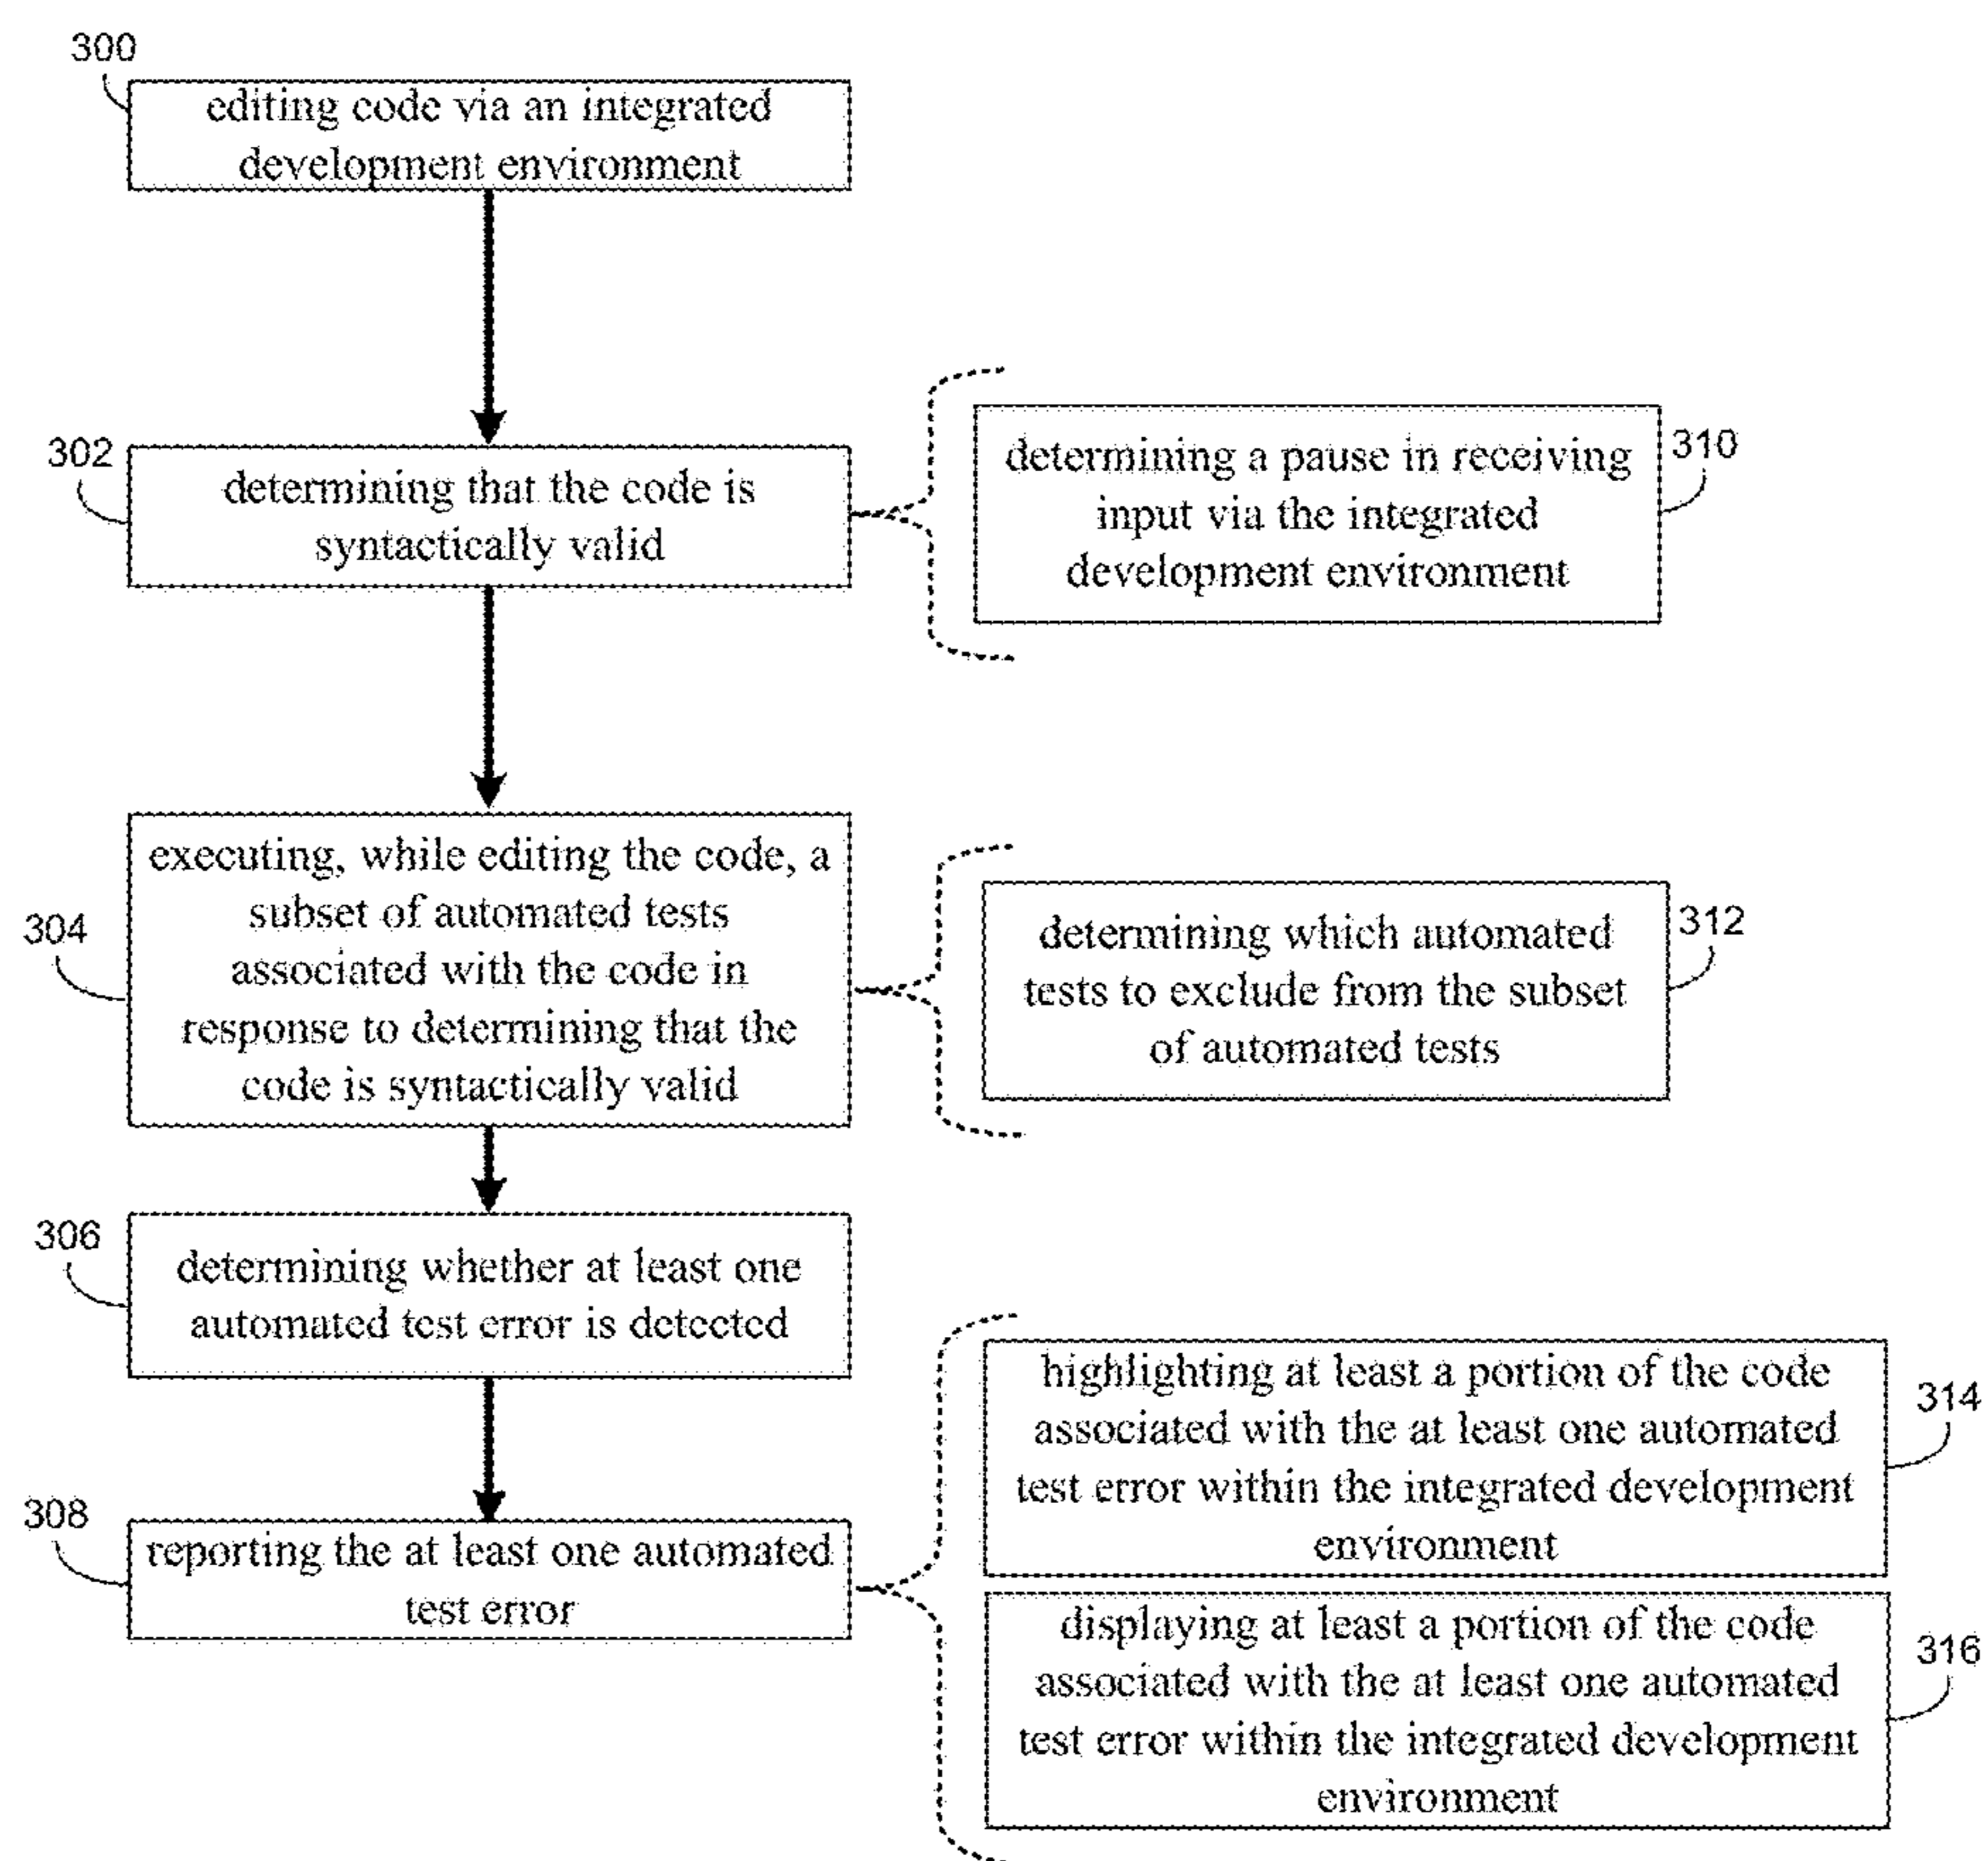 300
editing code via an integrated
development environment
302
determining that the code is
syntactically valid
determining a pause in receiving
input via the integrated
development environment
310
304
executing, while editing the code, a
subset of automated tests
associated with the code in
response to determining that the
code is syntactically valid
determining which automated
tests to exclude from the subset
of automated tests
312
306
determining whether at least one
automated test error is detected
308
reporting the at least one automated
test error
highlighting at least a portion of the code
associated with the at least one automated
test error within the integrated development
environment
314
displaying at least a portion of the code
associated with the at least one automated
test error within the integrated development
environment
316